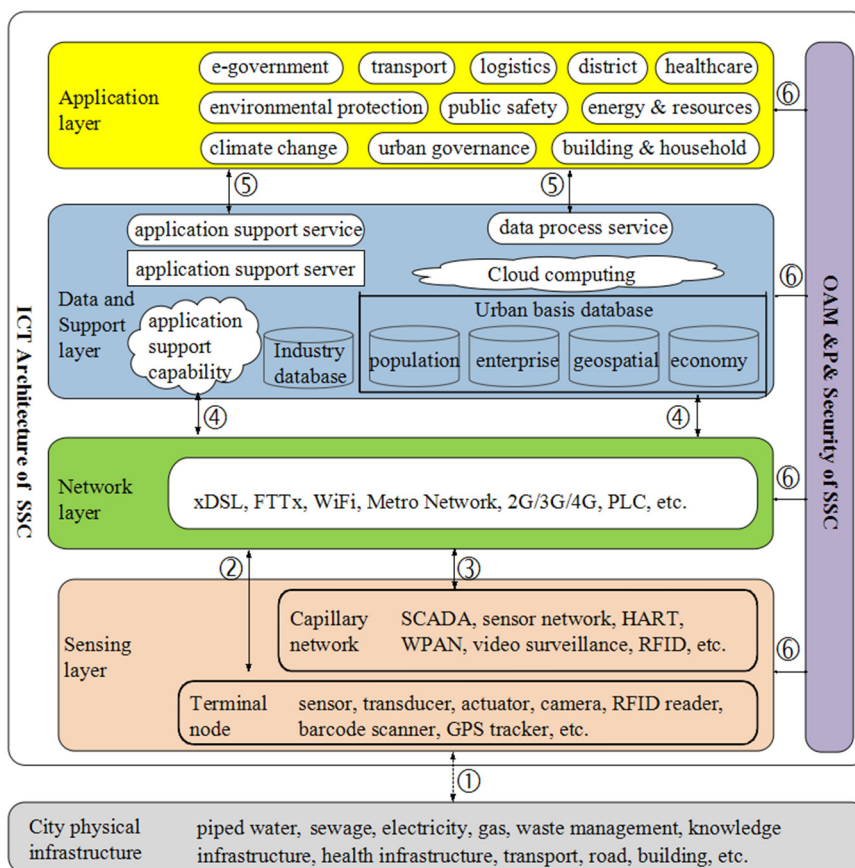 ICT Architecture of SSC
e-government
transport
logistics
district
healthcare
Application
layer
environmental protection
public safety
energy & resources
⑥
climate change
urban governance
building & household
⑤
⑤
application support service
data process service
application support server
Cloud computing
⑥
Data and
Support
layer
application
support
capability
Industry
database
Urban basis database
population
enterprise
geospatial
economy
④
④
OAM &P& Security of SSC
Network
layer
xDSL, FTTx, WiFi, Metro Network, 2G/3G/4G, PLC, etc.
⑥
②
③
Sensing
layer
Capillary
network
SCADA, sensor network, HART,
WPAN, video surveillance, RFID, etc.
⑥
Terminal
node
sensor, transducer, actuator, camera, RFID reader,
barcode scanner, GPS tracker, etc.
①
City physical
infrastructure
piped water, sewage, electricity, gas, waste management, knowledge
infrastructure, health infrastructure, transport, road, building, etc.